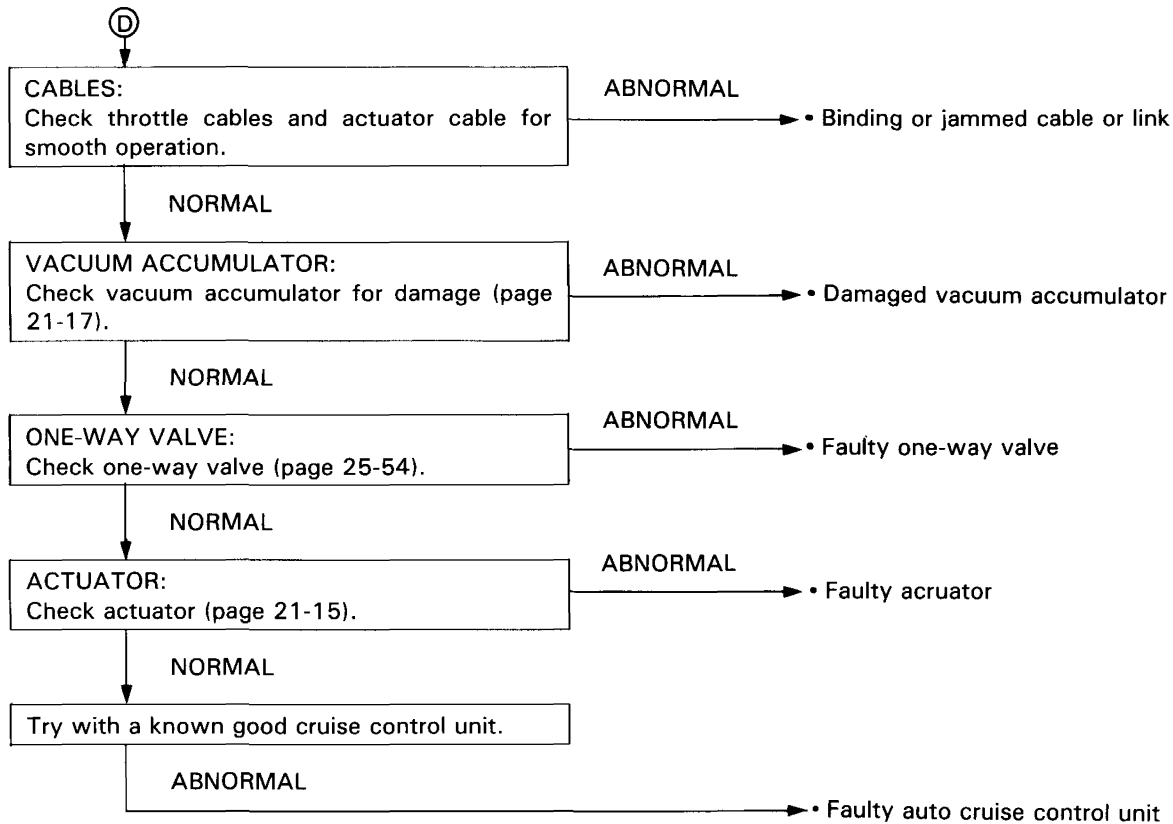 D
CABLES:
Check throttle cables and actuator cable for
smooth operation.
ABNORMAL
• Binding or jammed cable or link
NORMAL
VACUUM ACCUMULATOR:
Check vacuum accumulator for damage (page
21-17).
ABNORMAL
• Damaged vacuum accumulator
NORMAL
ONE-WAY VALVE:
Check one-way valve (page 25-54).
ABNORMAL
• Faulty one-way valve
NORMAL
ACTUATOR:
Check actuator (page 21-15).
ABNORMAL
• Faulty acruator
NORMAL
Try with a known good cruise control unit.
ABNORMAL
• Faulty auto cruise control unit